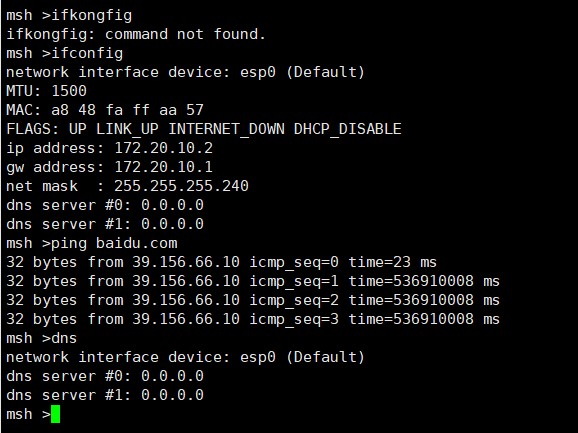 msh >ifkongfig
ifkongfig: command not found.
msh >ifconfig
network interface device: esp0 (Default)
MTU: 1500
MAC: a8 48 fa ff aa 57
FLAGS: UP LINK_UP INTERNET_DOWN DHCP_DISABLE
ip address: 172.20.10.2
gw address: 172.20.10.1
net mask  : 255.255.255.240
dns server #0: 0.0.0.0
dns server #1: 0.0.0.0
msh >ping baidu.com
32 bytes from 39.156.66.10 icmp_seq=0 time=23 ms
32 bytes from 39.156.66.10 icmp_seq=1 time=536910008 ms
32 bytes from 39.156.66.10 icmp_seq=2 time=536910008 ms
32 bytes from 39.156.66.10 icmp_seq=3 time=536910008 ms
msh >dns
network interface device: esp0 (Default)
dns server #0: 0.0.0.0
dns server #1: 0.0.0.0
msh >